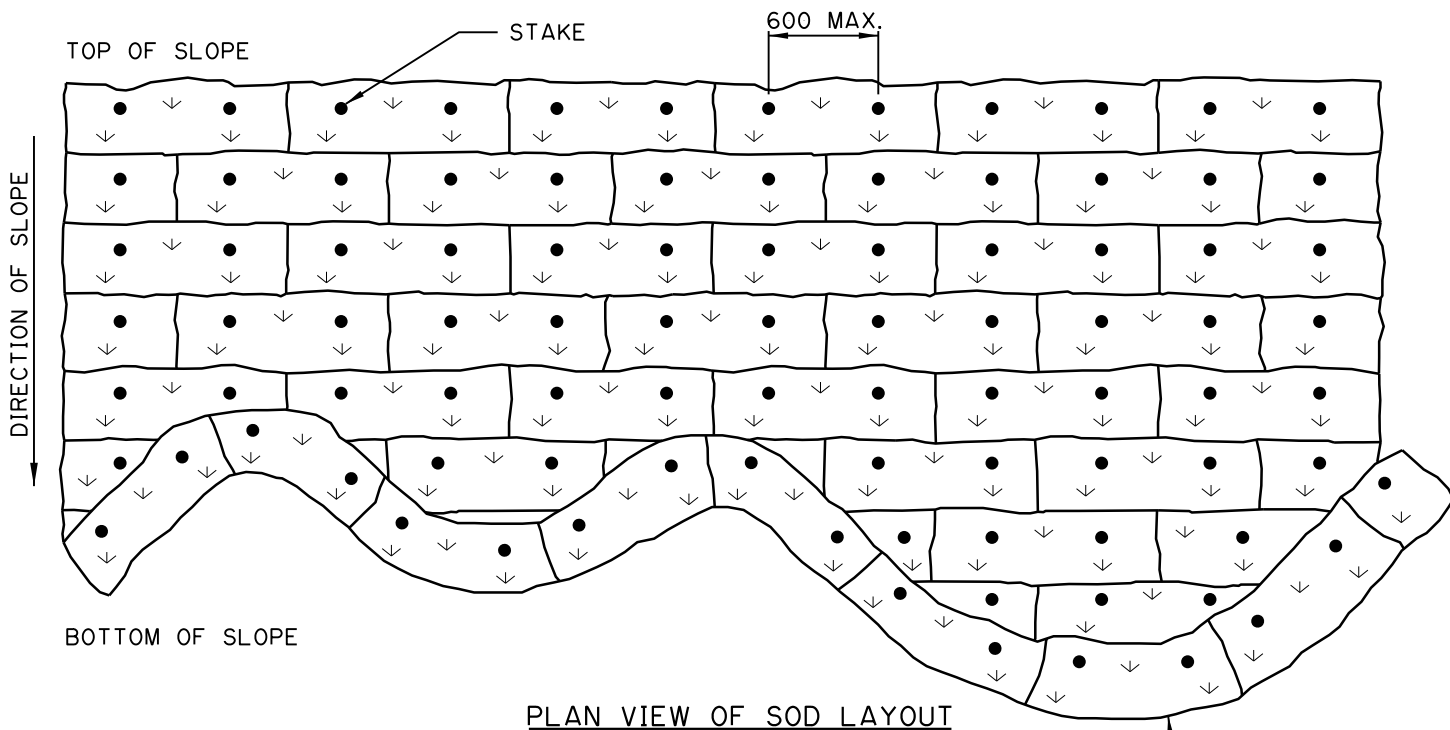 600 MAX.
STAKE
TOP OF SLOPE
DIRECTION OF SLOPE
BOTTOM OF SLOPE
PLAN VIEW OF SOD LAYOUT